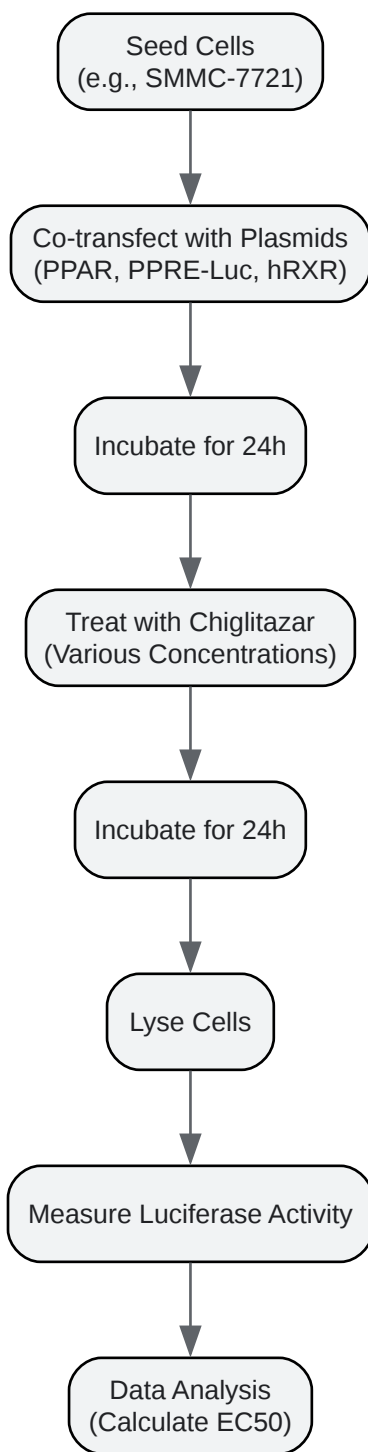 Seed Cells
(e.g., SMMC-7721)
Co-transfect with Plasmids
(PPAR, PPRE-Luc, hRXR)
Incubate for 24h
Treat with Chiglitazar
(Various Concentrations)
Incubate for 24h
Lyse Cells
Measure Luciferase Activity
Data Analysis
(Calculate EC50)